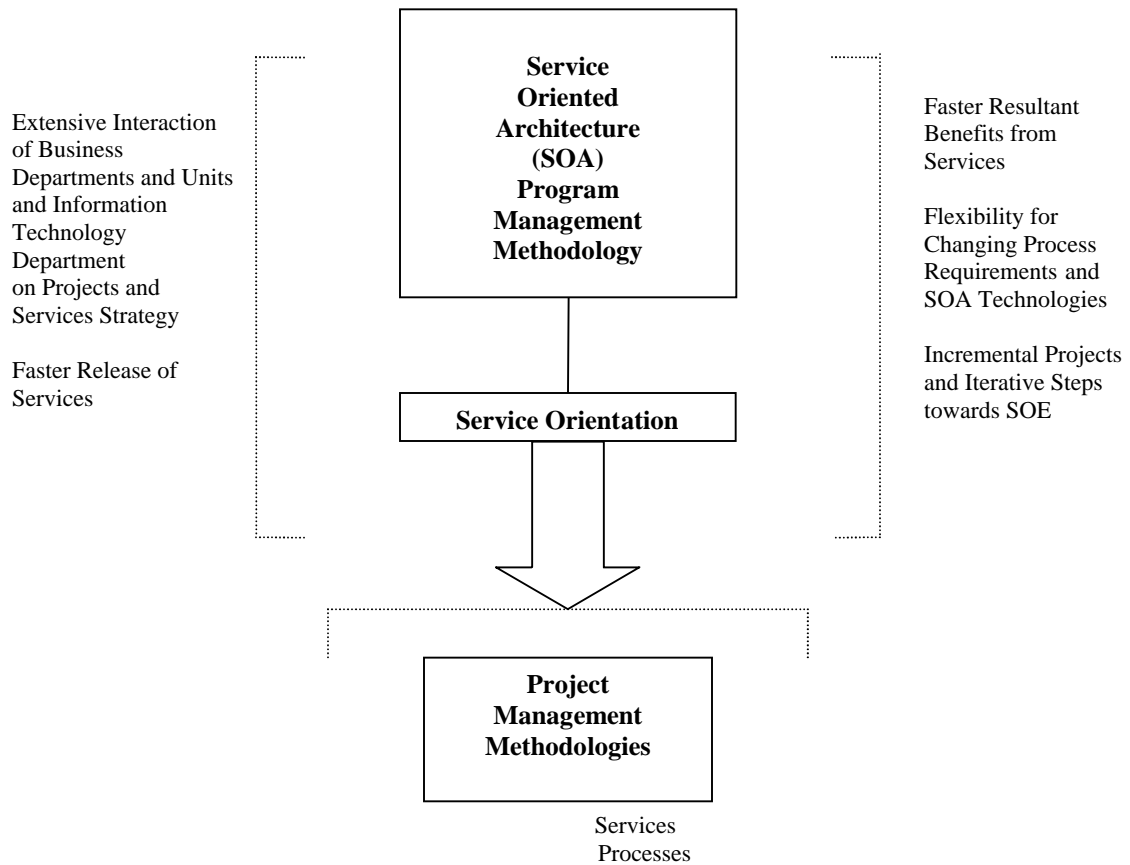 Service
Oriented
Architecture
(SOA)
Program
Management
Methodology
Extensive Interaction
of Business
Departments and Units
and Information
Technology
Department
on Projects and
Services Strategy
Faster Release of
Services
Faster Resultant
Benefits from
Services
Flexibility for
Changing Process
Requirements and
SOA Technologies
Incremental Projects
and Iterative Steps
towards SOE
Service Orientation
Project
Management
Methodologies
Services
Processes